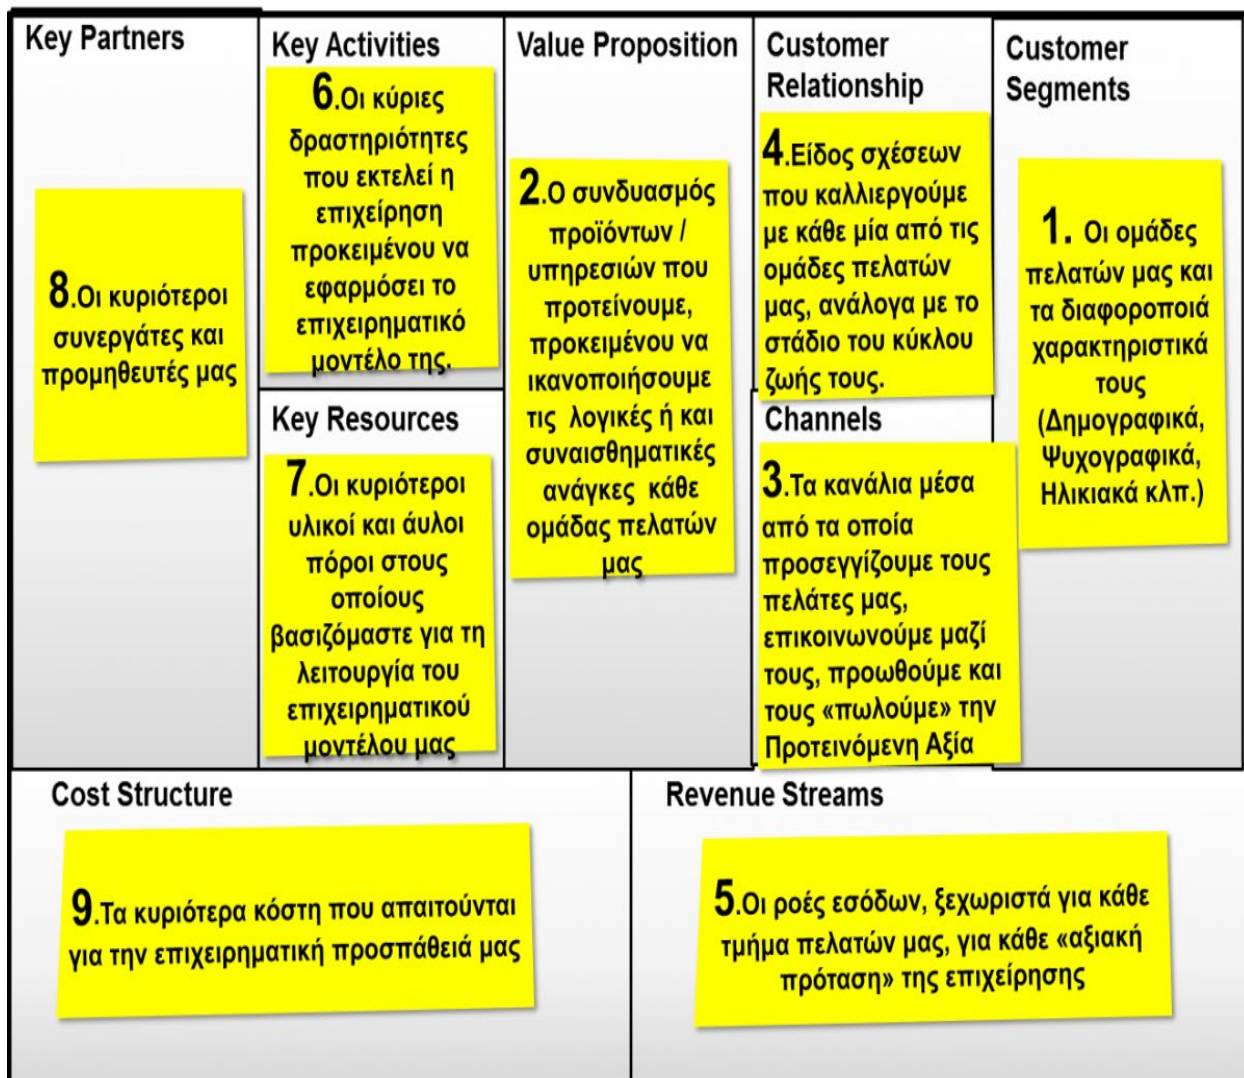 Key Partners
8.Οι κυριότεροι
συνεργάτες και
προμηθευτές μας
Key Activities
6.Οι κύριες
δραστηριότητες
που εκτελεί η
επιχείρηση
προκειμένου να
εφαρμόσει το
επιχειρηματικό
μοντέλο της.
Key Resources
7.Οι κυριότεροι
υλικοί και άυλοι
πόροι στους
οποίους
βασιζόμαστε για τη
λειτουργία του
επιχειρηματικού
μοντέλου μας
Value Proposition
2.Ο συνδυασμός
προϊόντων /
υπηρεσιών που
προτείνουμε,
προκειμένου να
ικανοποιήσουμε
τις λογικές ή και
συναισθηματικές
ανάγκες κάθε
ομάδας πελατών
μας
Customer
Relationship
4.Είδος σχέσεων
που καλλιεργούμε
με κάθε μία από τις
ομάδες πελατών
μας, ανάλογα με το
στάδιο του κύκλου
ζωής τους.
Channels
3.Τα κανάλια μέσα
από τα οποία
προσεγγίζουμε τους
πελάτες μας,
επικοινωνούμε μαζί
τους, προωθούμε και
τους «πωλούμε» την
Προτεινόμενη Αξία
Customer
Segments
1. Οι ομάδες
πελατών μας και
τα διαφοροποιά
χαρακτηριστικά
τους
(Δημογραφικά,
Ψυχογραφικά,
Ηλικιακά κλπ.)
Cost Structure
9.Τα κυριότερα κόστη που απαιτούνται
για την επιχειρηματική προσπάθειά μας
Revenue Streams
5.Οι ροές εσόδων, ξεχωριστά για κάθε
τμήμα πελατών μας, για κάθε «αξιακή
πρόταση» της επιχείρησης